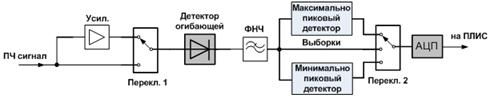 Усил.
ПЧ сигнал
Перекл. 1
Детектор
огибающей
ФНЧ
Максимально
пиковый
детектор
Выборки
Минимально
пиковый
детектор
Перекл. 2
АЦП
на ПЛИС